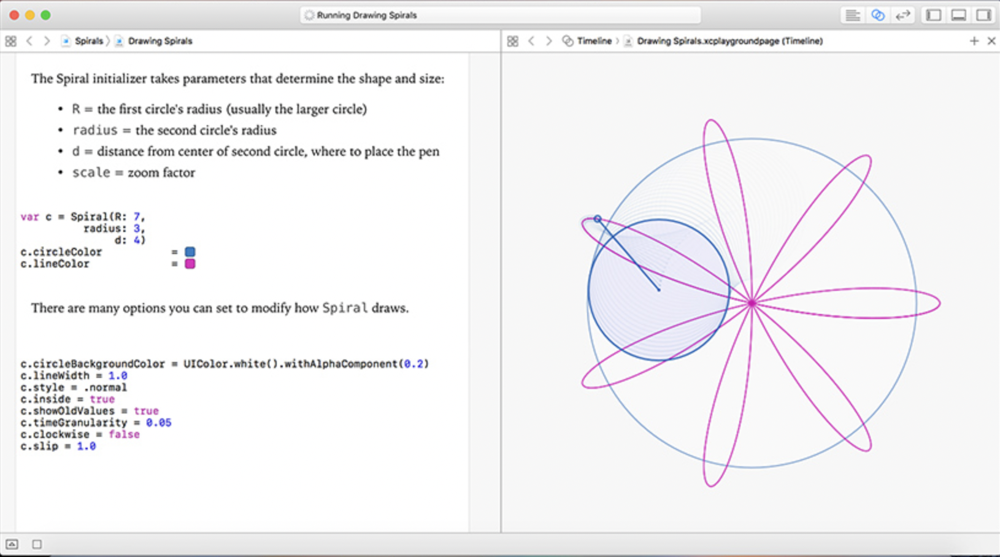 Running Drawing Spirals
Spirals Drawing Spirals
Timeline Drawing Spirals.xcplaygroundpage (Timeline)
The Spiral initializer takes parameters that determine the shape and size:
• R = the first circle's radius (usually the larger circle)
• radius = the second circle's radius
• d = distance from center of second circle, where to place the pen
• scale = zoom factor
var c = Spiral(R: 7,
radius: 3,
d: 4)
c.circleColor =
c.lineColor =
There are many options you can set to modify how Spiral draws.
c.circleBackgroundColor = UIColor.white().withAlphaComponent(0.2)
c.lineWidth = 1.0
c.style = .normal
c.inside = true
c.showOldValues = true
c.timeGranularity = 0.05
c.clockwise = false
c.slip = 1.0